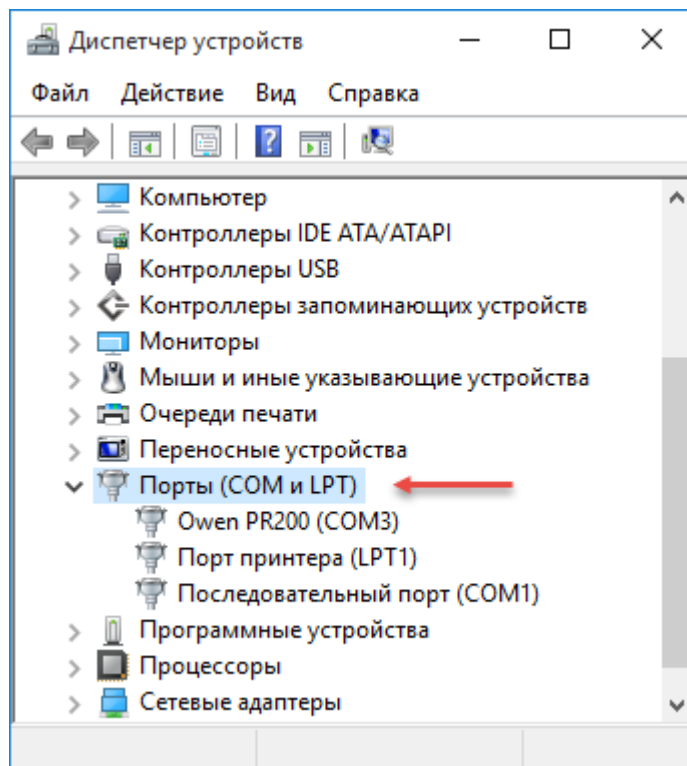 Диспетчер устройств
Файл Действие Вид Справка
Компьютер
Контроллеры IDE ATA/ATAPI
Контроллеры USB
Контроллеры запоминающих устройств
Мониторы
Мыши и иные указывающие устройства
Очереди печати
Переносные устройства
Порты (COM и LPT)
Owen PR200 (COM3)
Порт принтера (LPT1)
Последовательный порт (COM1)
Программные устройства
Процессоры
Сетевые адаптеры